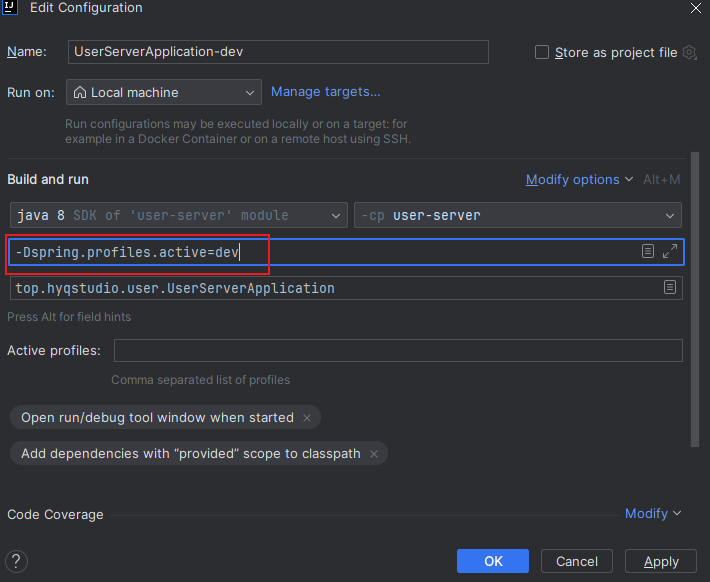 Edit Configuration
Name: UserServerApplication-dev Store as project file
Run on: Local machine Manage targets...
Run configurations may be executed locally or on a target: for
example in a Docker Container or on a remote host using SSH.
Build and run Modify options Alt+M
java 8 SDK of 'user-server' module -cp user-server
-Dspring.profiles.active=dev
top.hyqstudio.user.UserServerApplication
Press Alt for field hints
Active profiles:
Comma separated list of profiles
Open run/debug tool window when started
Add dependencies with “provided” scope to classpath
Code Coverage Modify
? OK Cancel Apply